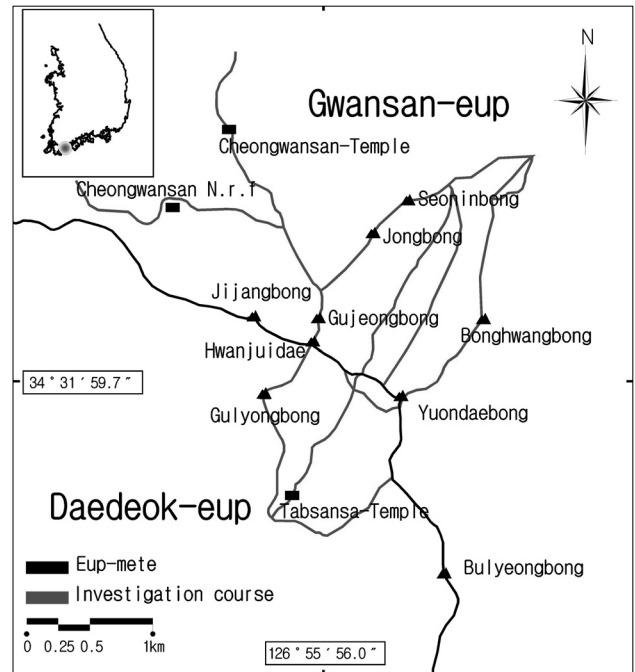 N
Gwansan-eup
Cheongwansan-Temple
Cheongwansan N.r.f
Seoninbong
Jongbong
Jijangbong
Gujeongbong
Bonghwangbong
Hwanjuidae
34 ° 31 ′ 59.7 ″
Gulyongbong
Yuondaebong
Daedeok-eup
Tabsansa-Temple
Eup-mete
Bulyeongbong
Investigation course
0 0.25 0.5 1km
126 ° 55 ′ 56.0 ″